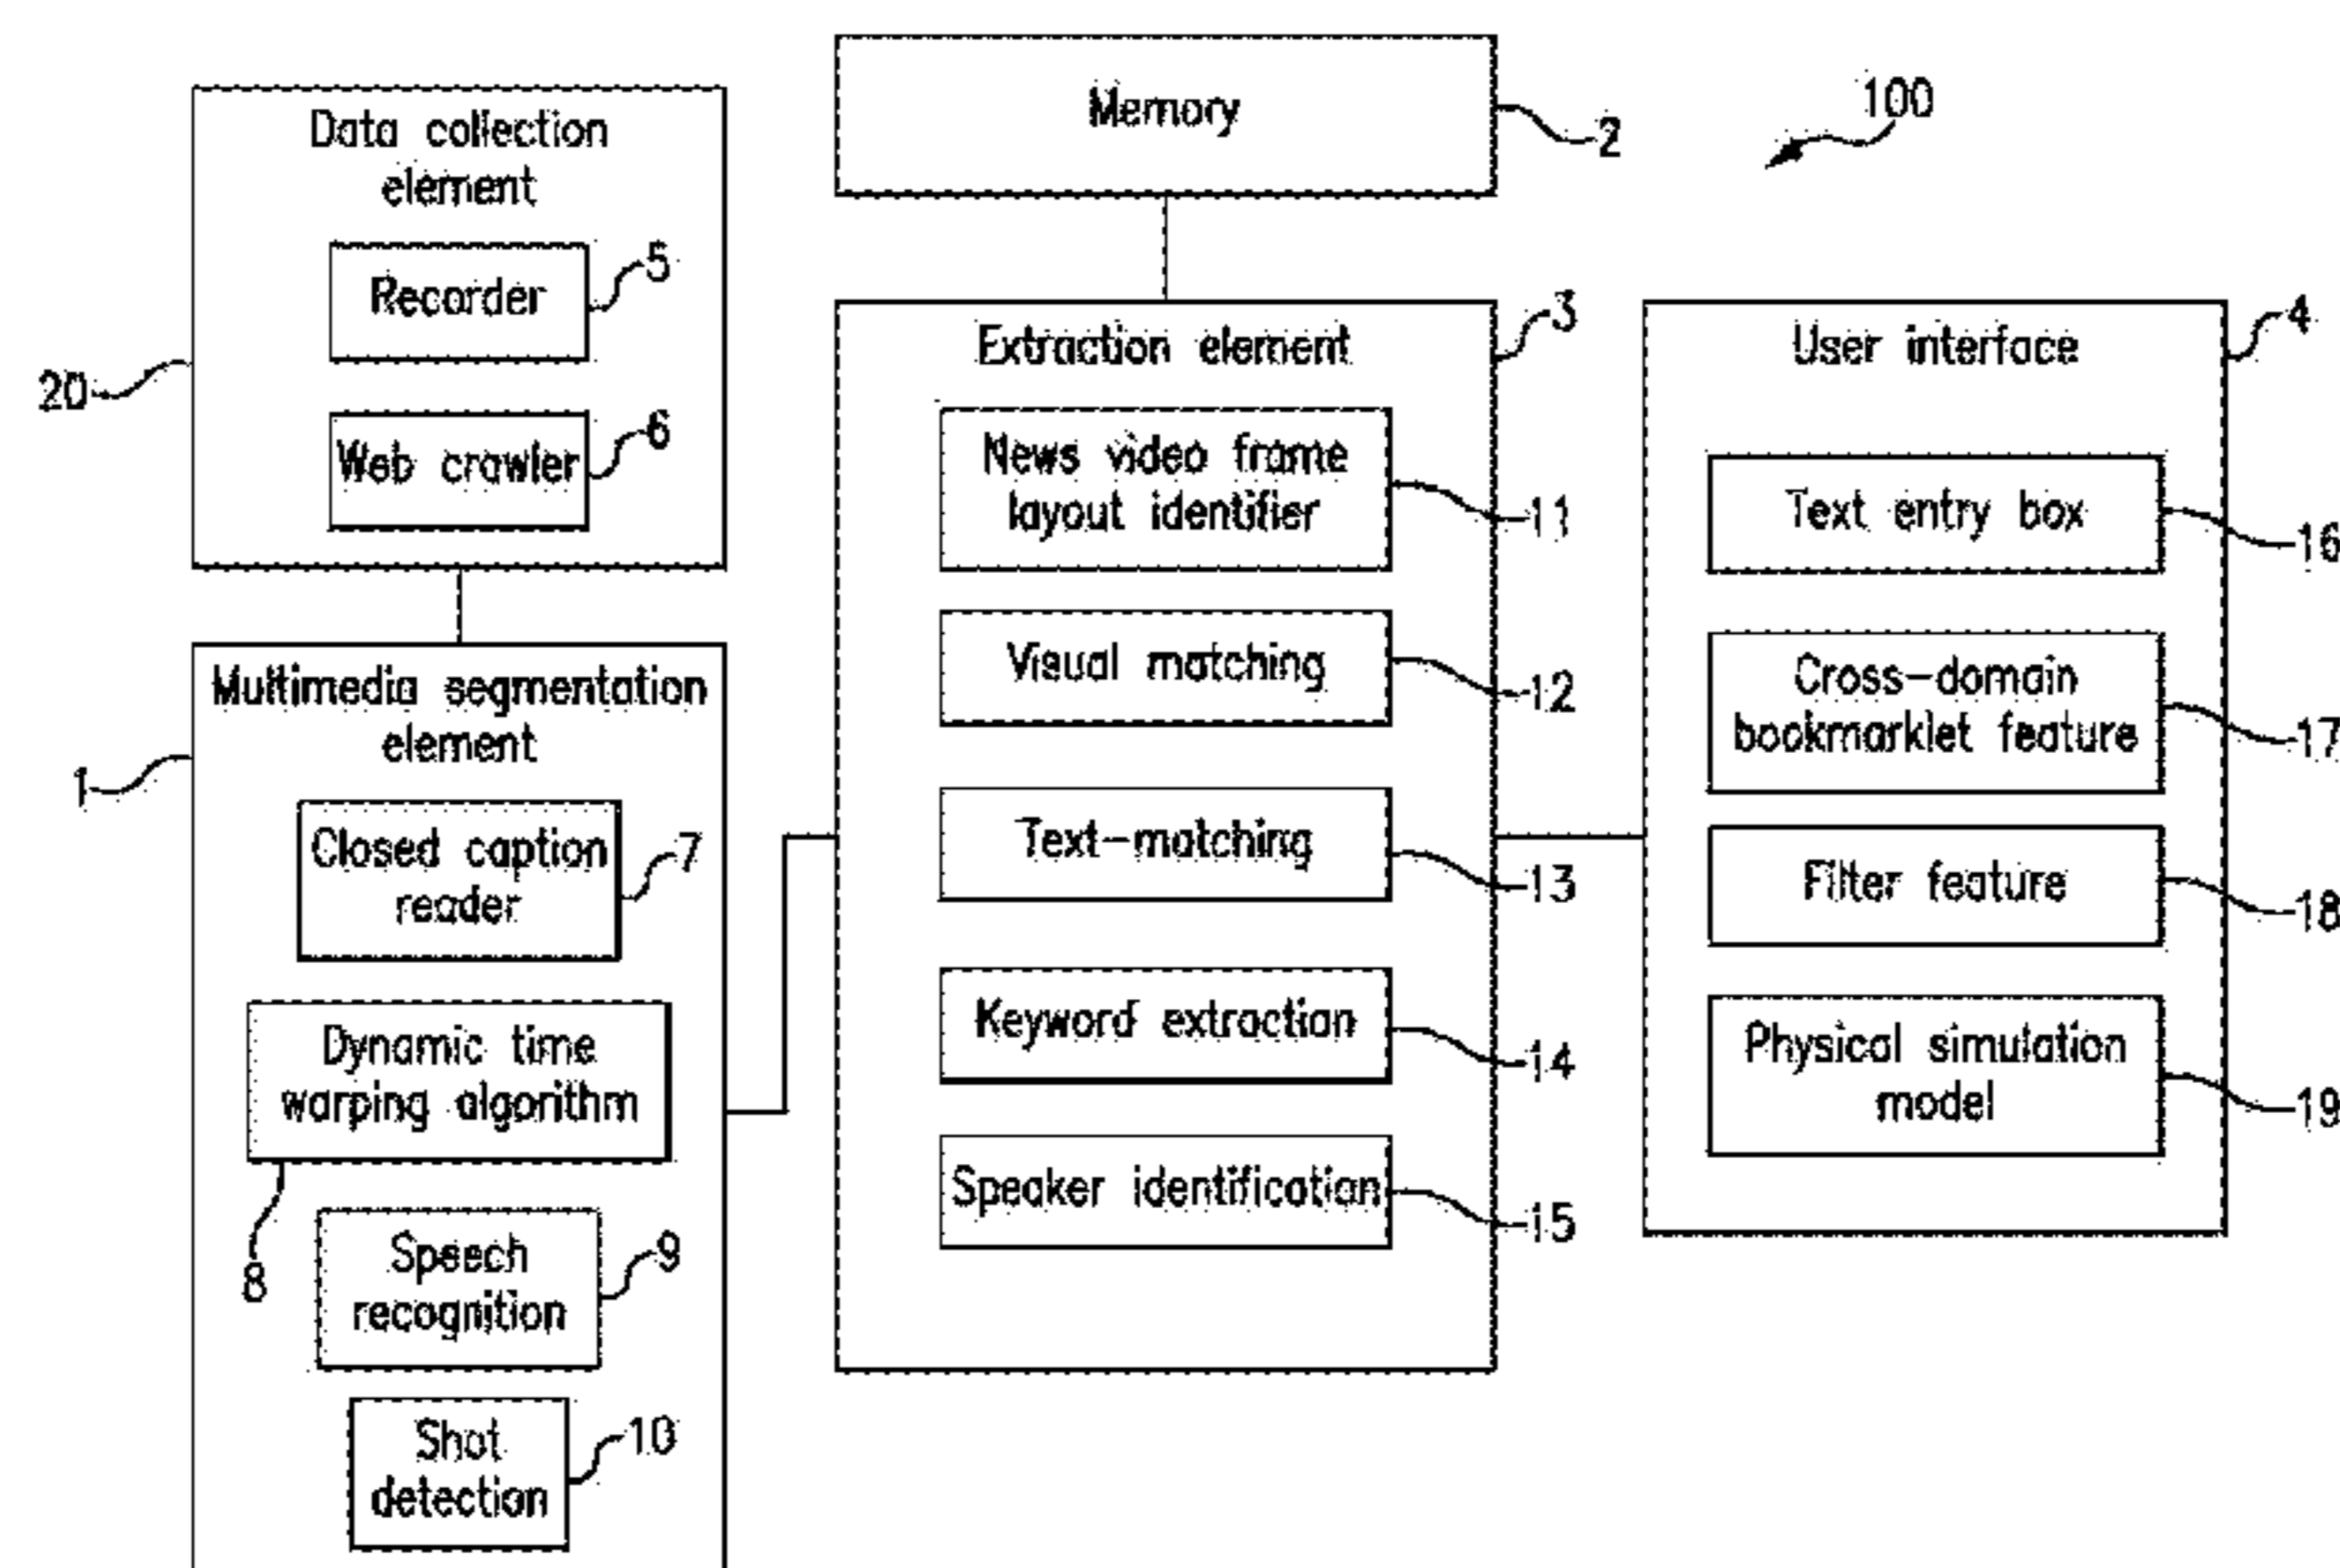 Memory
2
100
Data collection
element
Recorder
5
Web crawler
6
20
Multimedia segmentation
element
1
Closed caption
reader
7
Dynamic time
warping algorithm
8
Speech
recognition
9
Shot
detection
10
Extraction element
3
News video frame
layout identifier
11
Visual matching
12
Text-matching
13
Keyword extraction
14
Speaker identification
15
User interface
4
Text entry box
16
Cross-domain
bookmarklet feature
17
Filter feature
18
Physical simulation
model
19